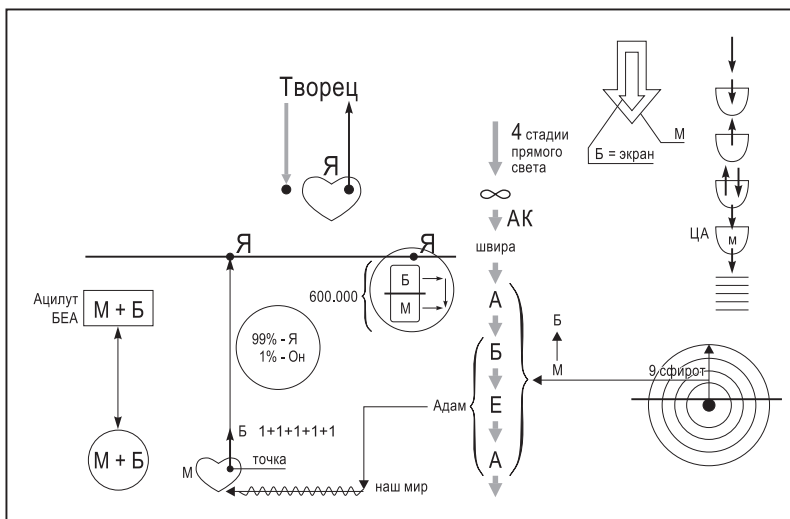 Творец
Я
4 стадии
прямого
света
∞
АК
швира
А
Б
Е
А
М
Б = экран
ЦА
м
Я
Я
600.000
Б
М
Ацилут
БЕА
М + Б
99% - Я
1% - Он
Б
М
9 сфирот
Адам
М + Б
Б 1+1+1+1+1
М
точка
наш мир